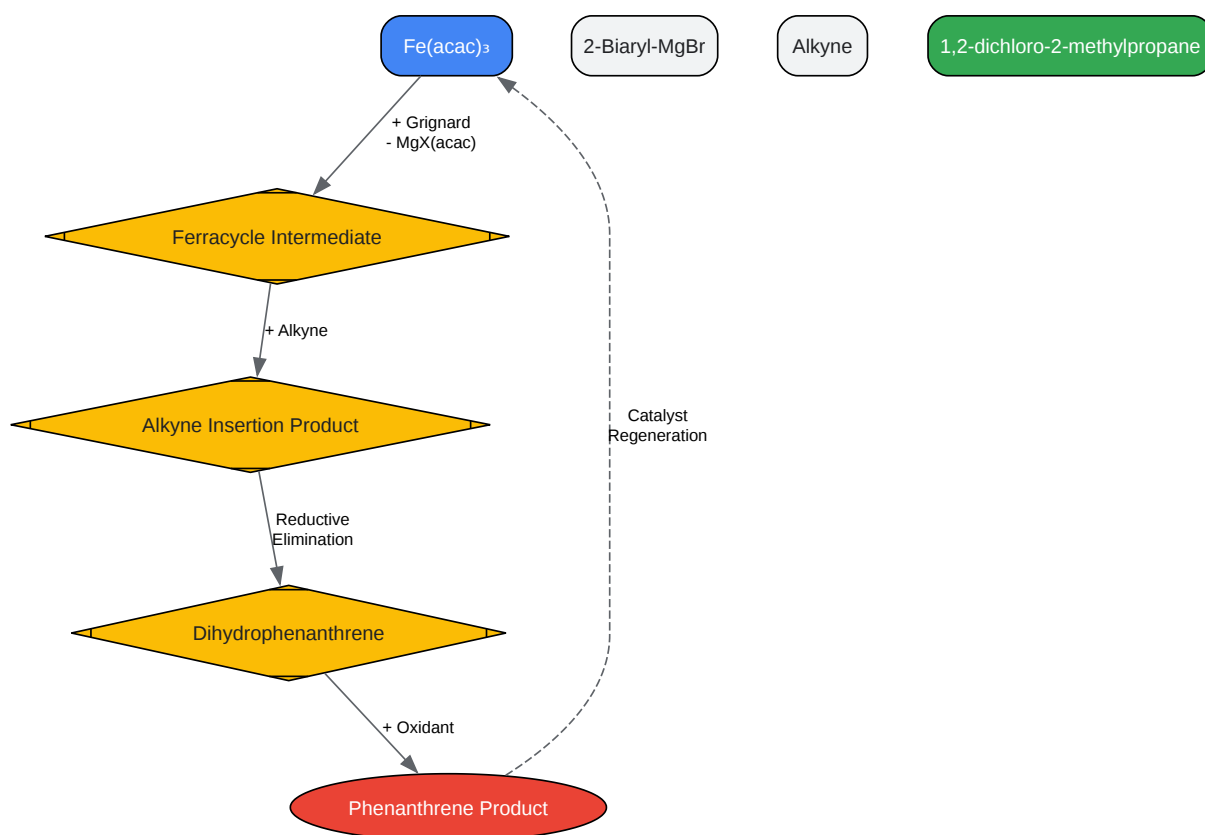 Fe(acac)₃
2-Biaryl-MgBr
Alkyne
1,2-dichloro-2-methylpropane
+ Grignard
- MgX(acac)
Ferracycle Intermediate
+ Alkyne
Alkyne Insertion Product
Catalyst
Regeneration
Reductive
Elimination
Dihydrophenanthrene
+ Oxidant
Phenanthrene Product